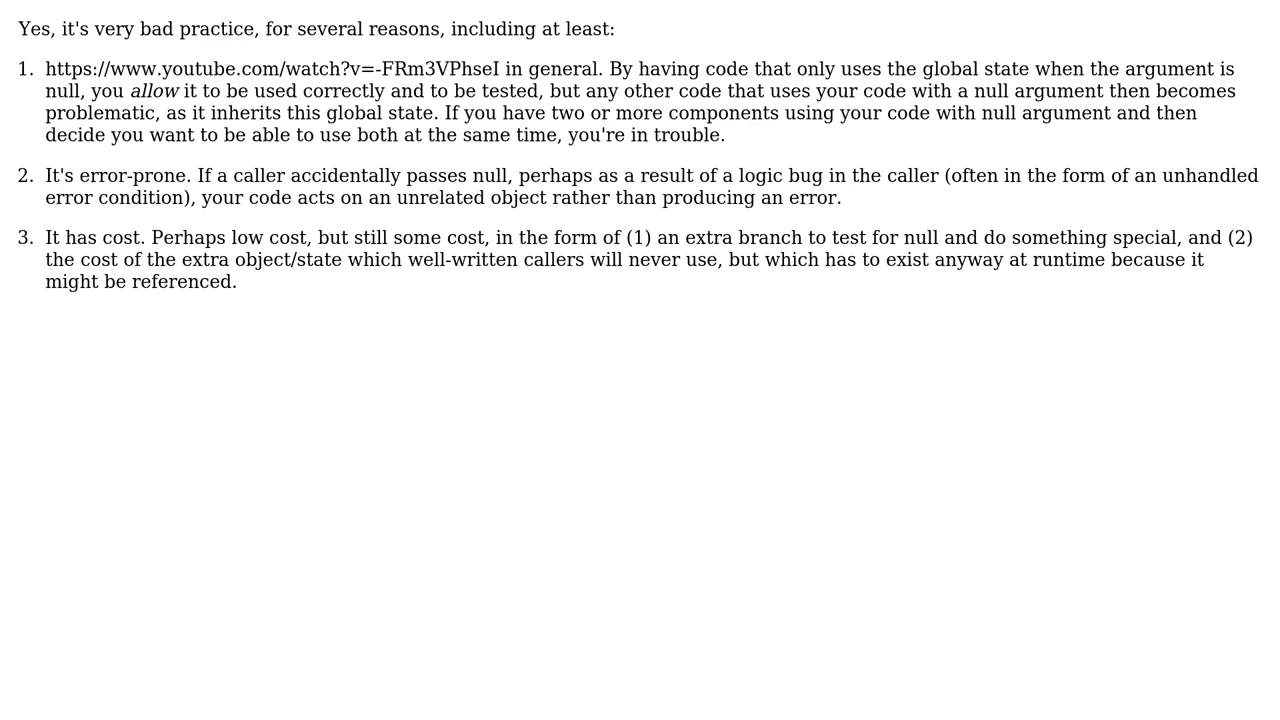 Yes, it's very bad practice, for several reasons, including at least:
1. https://www.youtube.com/watch?v=-FRm3VPhseI in general. By having code that only uses the global state when the argument is
null, you allow it to be used correctly and to be tested, but any other code that uses your code with a null argument then becomes
problematic, as it inherits this global state. If you have two or more components using your code with null argument and then
decide you want to be able to use both at the same time, you're in trouble.
2. It's error-prone. If a caller accidentally passes null, perhaps as a result of a logic bug in the caller (often in the form of an unhandled
error condition), your code acts on an unrelated object rather than producing an error.
3. It has cost. Perhaps low cost, but still some cost, in the form of (1) an extra branch to test for null and do something special, and (2)
the cost of the extra object/state which well-written callers will never use, but which has to exist anyway at runtime because it
might be referenced.